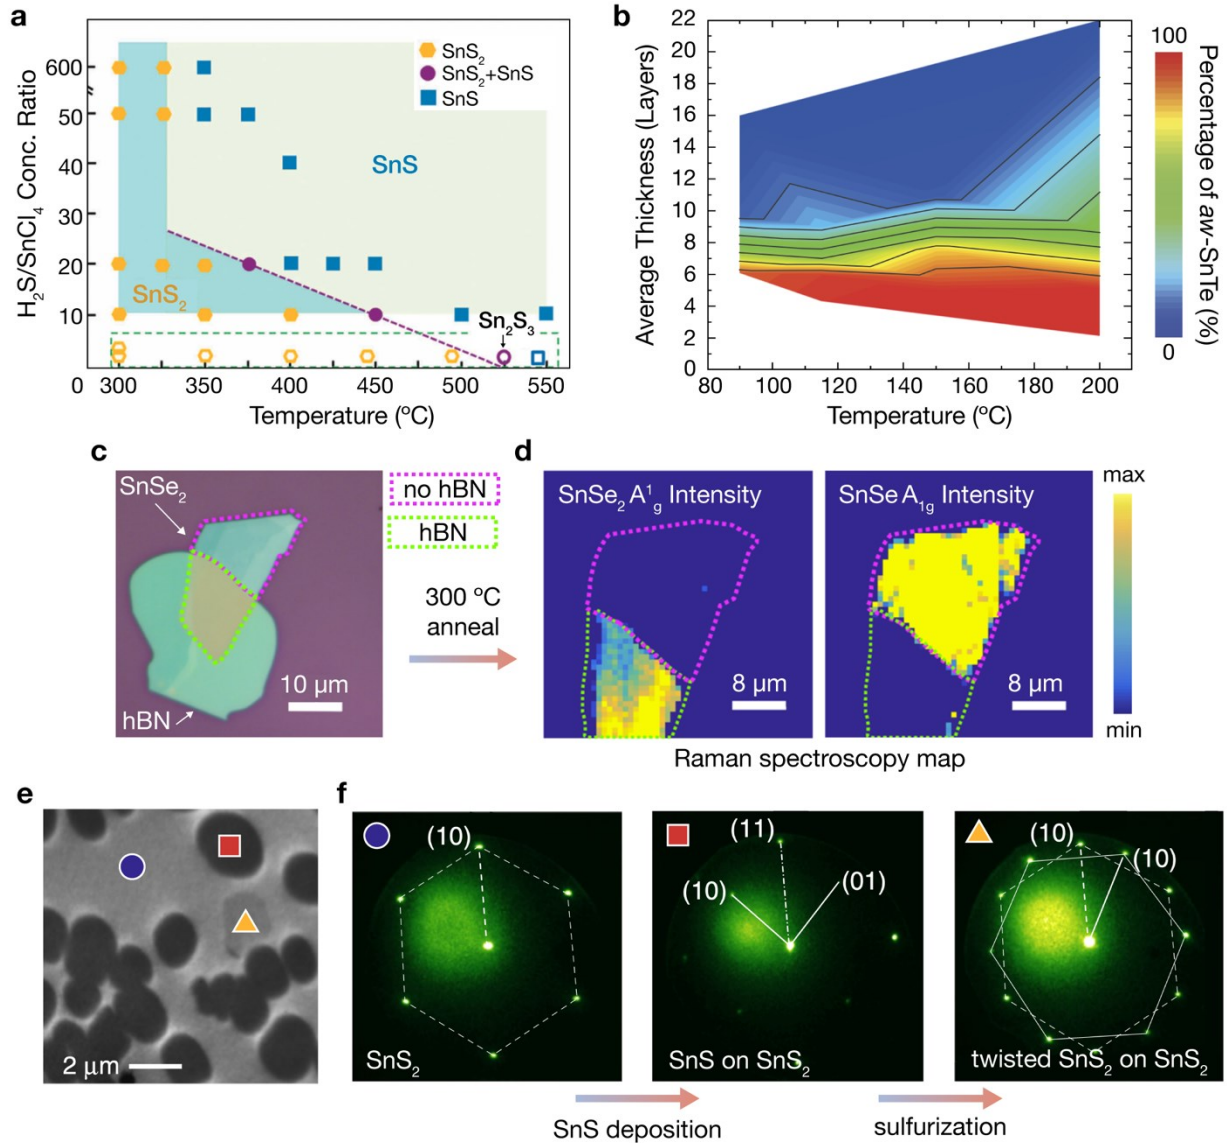 a
H₂S/SnCl₄ Conc. Ratio
600
50
40
30
20
10
0
300
350
400
450
500
550
Temperature (ºC)
SnS₂
SnS₂+SnS
SnS
SnS
SnS₂
Sn₂S₃
b
Average Thickness (Layers)
22
20
18
16
14
12
10
8
6
4
2
0
80
100
120
140
160
180
200
Temperature (ºC)
100
0
Percentage of aw-SnTe (%)
c
SnSe₂
hBN
10 µm
no hBN
hBN
300 ºC
anneal
d
SnSe₂ A¹g Intensity
8 µm
SnSe A₁g Intensity
8 µm
max
min
Raman spectroscopy map
e
2 µm
f
(10)
SnS₂
(11)
(10)
(01)
SnS on SnS₂
(10)
(10)
twisted SnS₂ on SnS₂
SnS deposition
sulfurization